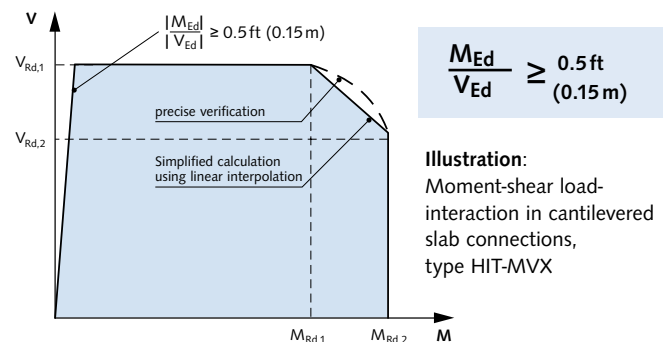 V
|M_Ed|
|V_Ed|
≥ 0.5 ft (0.15 m)
V_Rd,1
precise verification
V_Rd,2
Simplified calculation
using linear interpolation
M_Rd,1
M_Rd,2
M
M_Ed
V_Ed
≥ 0.5 ft
(0.15 m)
Illustration:
Moment-shear load-
interaction in cantilevered
slab connections,
type HIT-MVX